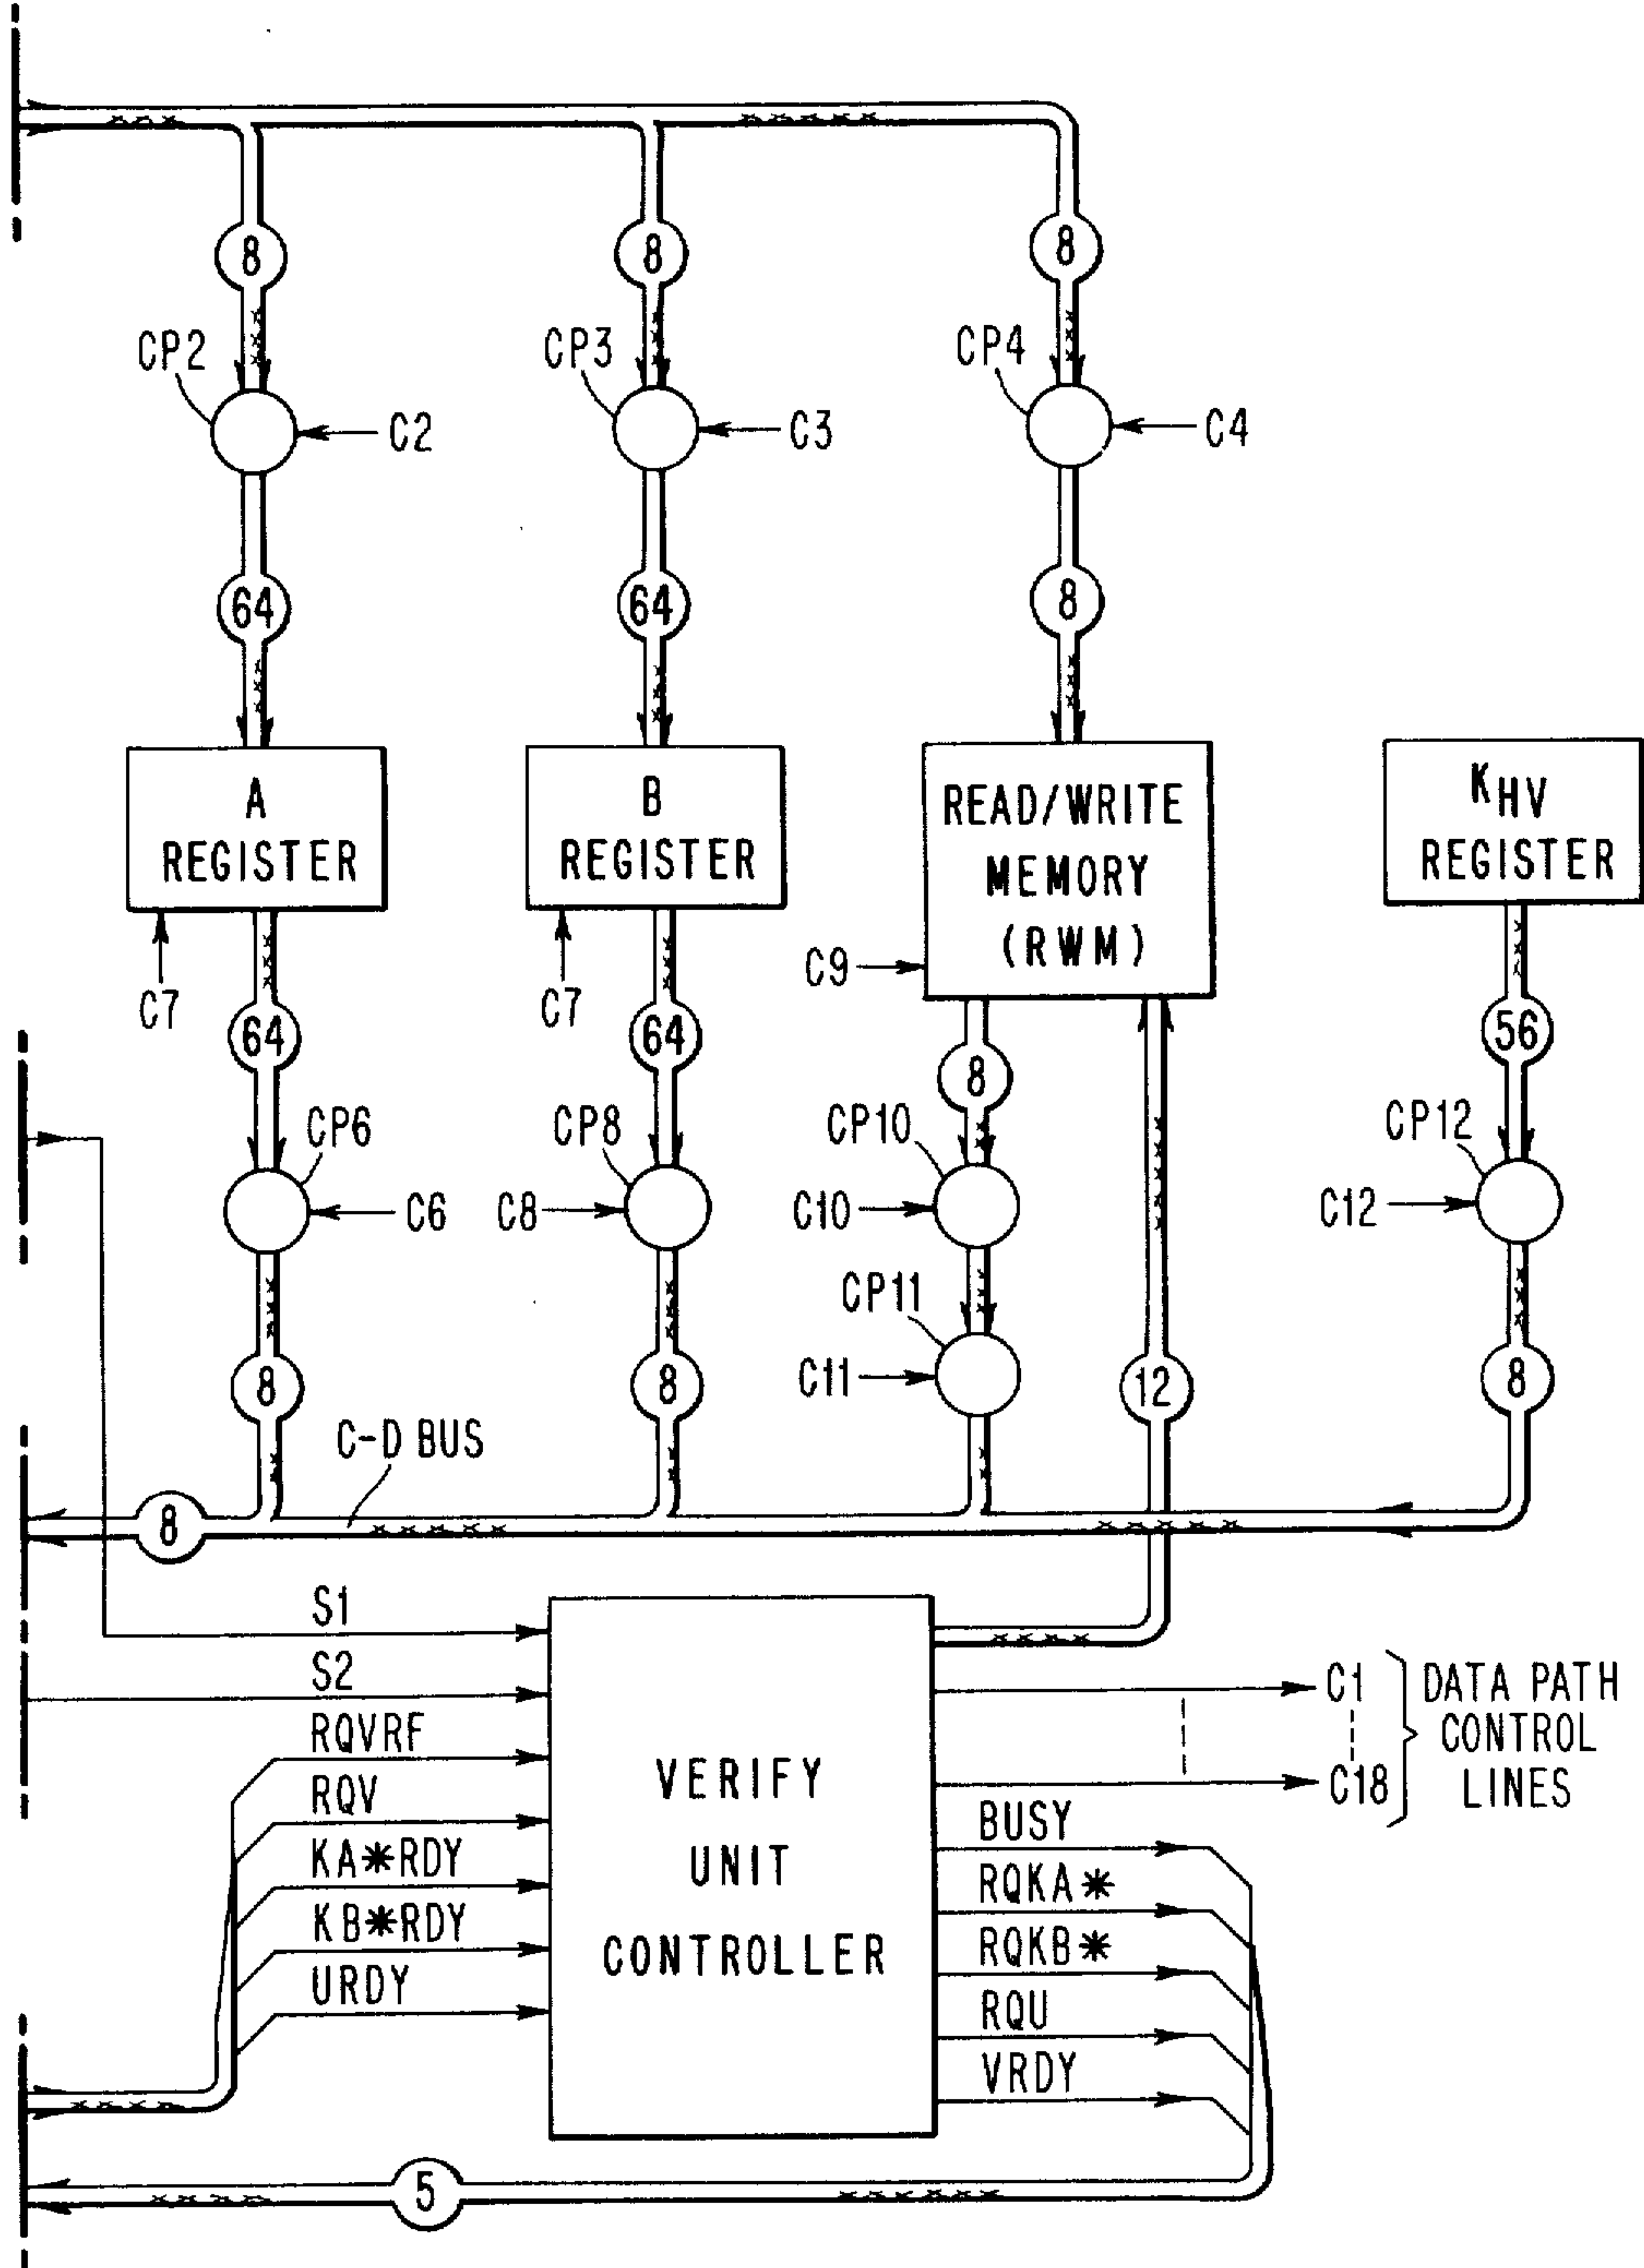 8
8
8
CP2
CP3
CP4
C2
C3
C4
64
64
8
A
REGISTER
B
REGISTER
READ/WRITE
MEMORY
(RWM)
KHV
REGISTER
C7
C7
C9
64
64
8
56
CP6
CP8
CP10
CP12
C6
C8
C10
C12
CP11
C11
8
8
12
8
C-D BUS
8
S1
S2
RQVRF
RQV
KA*RDY
KB*RDY
URDY
VERIFY
UNIT
CONTROLLER
C1
C18
DATA PATH
CONTROL
LINES
BUSY
RQKA*
RQKB*
RQU
VRDY
5